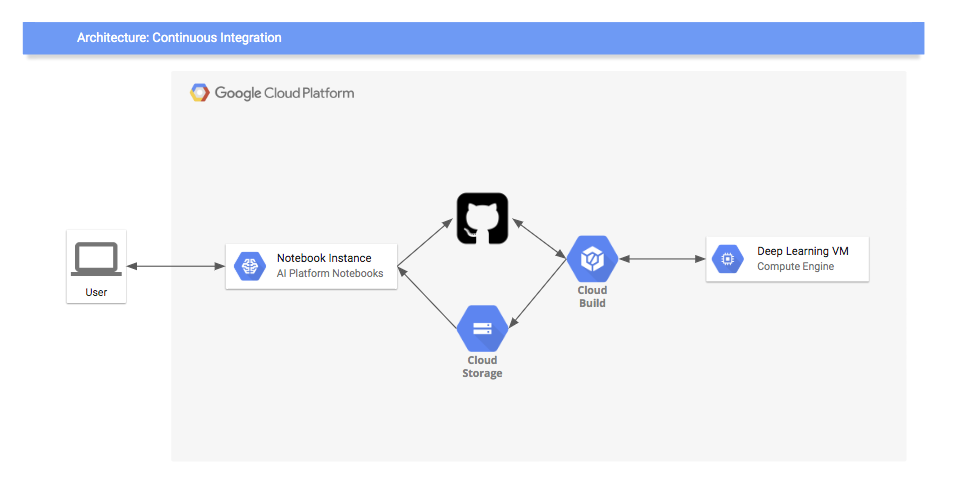 Architecture: Continuous Integration
Google Cloud Platform
User
Notebook Instance
AI Platform Notebooks
Cloud
Build
Deep Learning VM
Compute Engine
Cloud
Storage